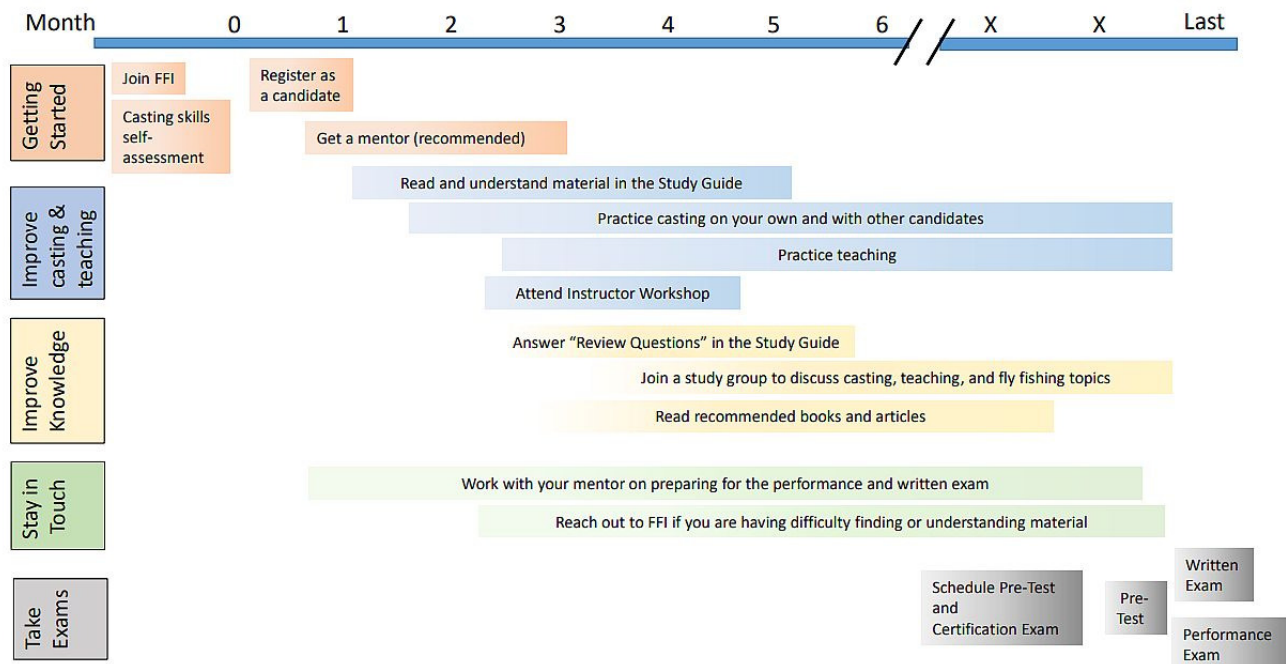 Month 0 1 2 3 4 5 6 X X Last
Getting
Started
Join FFI
Casting skills
self-
assessment
Register as
a candidate
Get a mentor (recommended)
Improve
casting &
teaching
Read and understand material in the Study Guide
Practice casting on your own and with other candidates
Practice teaching
Attend Instructor Workshop
Improve
Knowledge
Answer “Review Questions” in the Study Guide
Join a study group to discuss casting, teaching, and fly fishing topics
Read recommended books and articles
Stay in
Touch
Work with your mentor on preparing for the performance and written exam
Reach out to FFI if you are having difficulty finding or understanding material
Take
Exams
Schedule Pre-Test
and
Certification Exam
Pre-
Test
Written
Exam
Performance
Exam